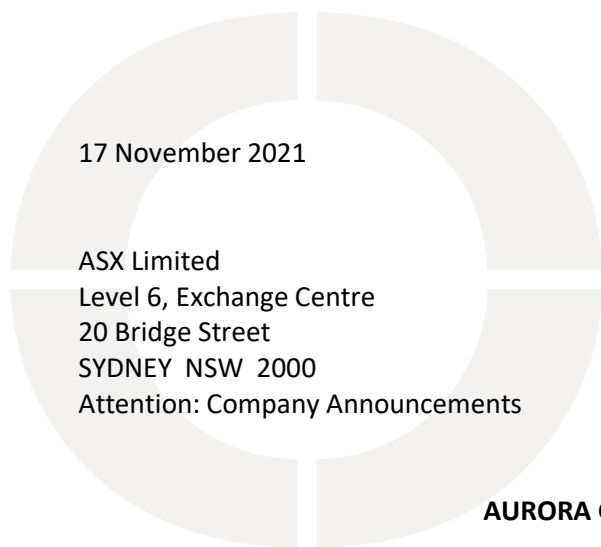 17 November 2021
ASX Limited
Level 6, Exchange Centre
20 Bridge Street
SYDNEY NSW 2000
Attention: Company Announcements
AURORA